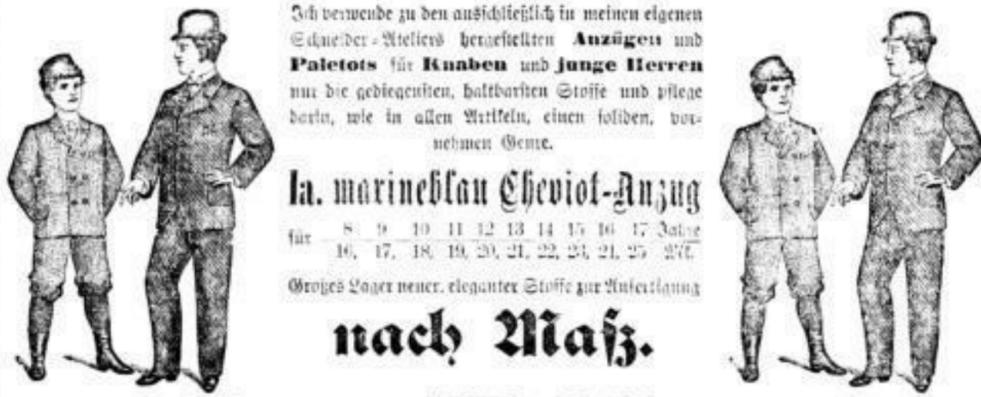 Ich verwende zu den ausschließlich in meinen eigenen
Schneider-Ateliers hergestellten Anzügen und
Paletots für Knaben und junge Herren
nur die gediegensten, haltbarsten Stoffe und pflege
darin, wie in allen Artikeln, einen soliden, vor-
nehmen Genre.
Ia. marineblau Cheviot-Anzug
für 8 9 10 11 12 13 14 15 16 17 Jahre
16, 17, 18, 19, 20, 21, 22, 23, 24, 25 Mk.
Großes Lager neuer, eleganter Stoffe zur Anfertigung
nach Maß.